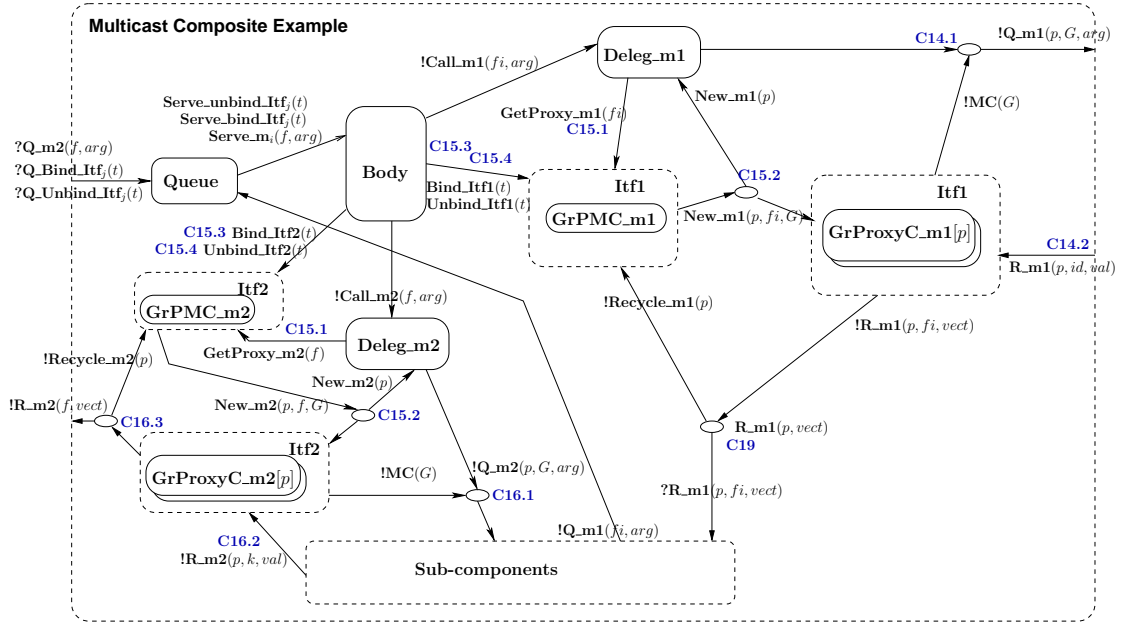 Multicast Composite Example
C14.1
!Q_m1(p, G, arg)
Deleg_m1
!Call_m1(fi, arg)
New_m1(p)
!MC(G)
Serve_unbind_Itfj(t)
Serve_bind_Itfj(t)
Serve_mi(f, arg)
GetProxy_m1(fi)
C15.1
?Q_m2(f, arg)
?Q_Bind_Itfj(t)
?Q_Unbind_Itfj(t)
Queue
Body
C15.3
C15.4
Bind_Itf1(t)
Unbind_Itf1(t)
Itf1
GrPMC_m1
C15.2
New_m1(p, fi, G)
Itf1
GrProxyC_m1[p]
C14.2
R_m1(p, id, val)
C15.3 Bind_Itf2(t)
C15.4 Unbind_Itf2(t)
Itf2
GrPMC_m2
!Call_m2(f, arg)
!Recycle_m1(p)
!R_m1(p, fi, vect)
C15.1
GetProxy_m2(f)
Deleg_m2
!Recycle_m2(p)
New_m2(p)
!R_m2(f, vect)
C16.3
New_m2(p, f, G)
C15.2
R_m1(p, vect)
C19
Itf2
GrProxyC_m2[p]
!MC(G)
!Q_m2(p, G, arg)
C16.1
?R_m1(p, fi, vect)
!Q_m1(fi, arg)
C16.2
!R_m2(p, k, val)
Sub-components